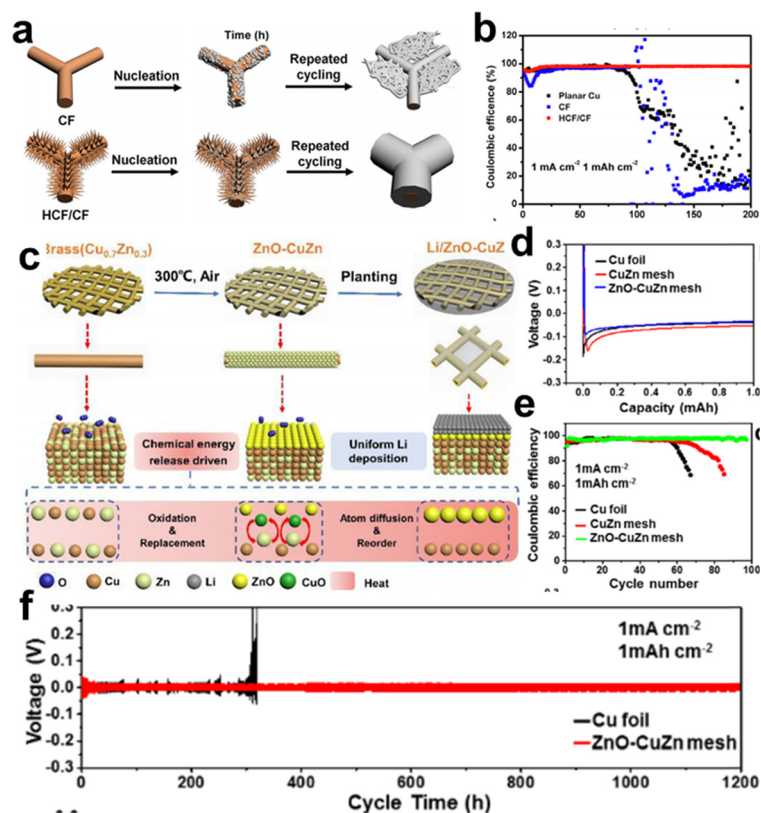 a
Time (h)
Nucleation
Repeated
cycling
CF
Nucleation
Repeated
cycling
HCF/CF
b
Coulombic efficence (%)
120
100
80
60
40
20
0
Planar Cu
CF
HCF/CF
1 mA cm-2 1 mAh cm-2
0 50 100 150 200
c
Brass(Cu0.7Zn0.3)
ZnO-CuZn
Li/ZnO-CuZ
300℃, Air
Planting
Chemical energy
release driven
Uniform Li
deposition
Oxidation
&
Replacement
Atom diffusion
&
Reorder
O Cu Zn Li ZnO CuO Heat
d
Voltage (V)
0.3
0.2
0.1
0.0
-0.1
-0.2
-0.3
Cu foil
CuZn mesh
ZnO-CuZn mesh
0.0 0.2 0.4 0.6 0.8 1.0
Capacity (mAh)
e
Coulombic efficiency
100
80
60
40
20
0
1mA cm-2
1mAh cm-2
Cu foil
CuZn mesh
ZnO-CuZn mesh
0 20 40 60 80 100
Cycle number
f
Voltage (V)
0.3
0.2
0.1
0.0
-0.1
-0.2
-0.3
1mA cm-2
1mAh cm-2
Cu foil
ZnO-CuZn mesh
0 200 400 600 800 1000 1200
Cycle Time (h)